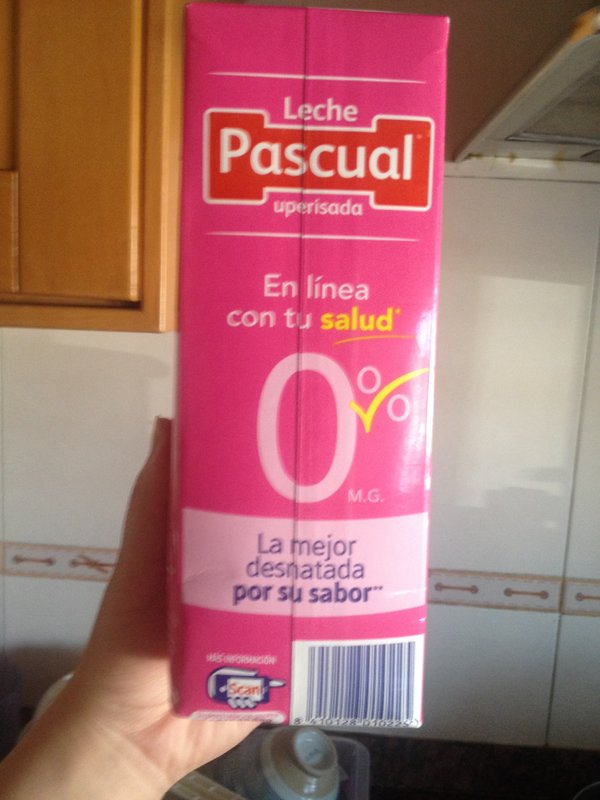 Leche
Pascual
uperisada
En línea
con tu salud*
0%
M.G.
La mejor
desnatada
por su sabor**
MÁS INFORMACIÓN
Scan